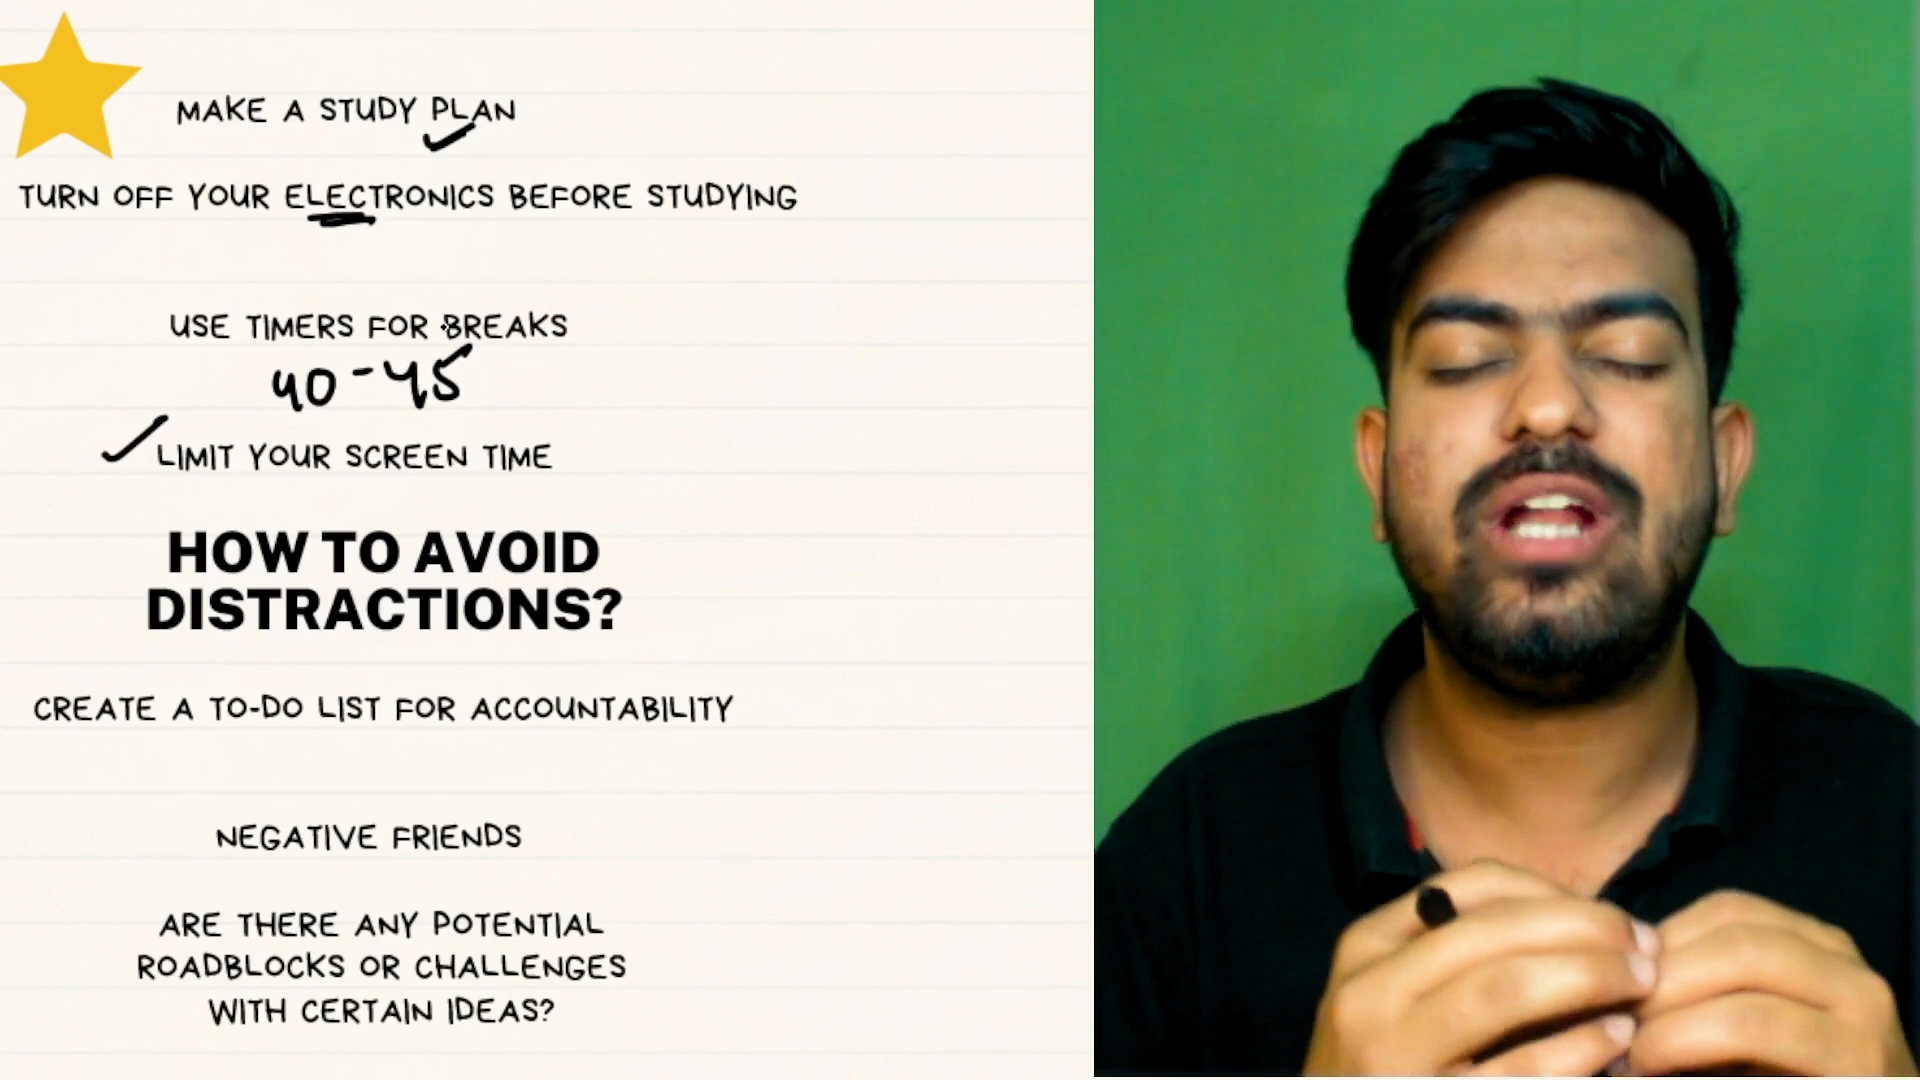 MAKE A STUDY PLAN
TURN OFF YOUR ELECTRONICS BEFORE STUDYING
USE TIMERS FOR BREAKS
40-45
LIMIT YOUR SCREEN TIME
HOW TO AVOID
DISTRACTIONS?
CREATE A TO-DO LIST FOR ACCOUNTABILITY
NEGATIVE FRIENDS
ARE THERE ANY POTENTIAL
ROADBLOCKS OR CHALLENGES
WITH CERTAIN IDEAS?